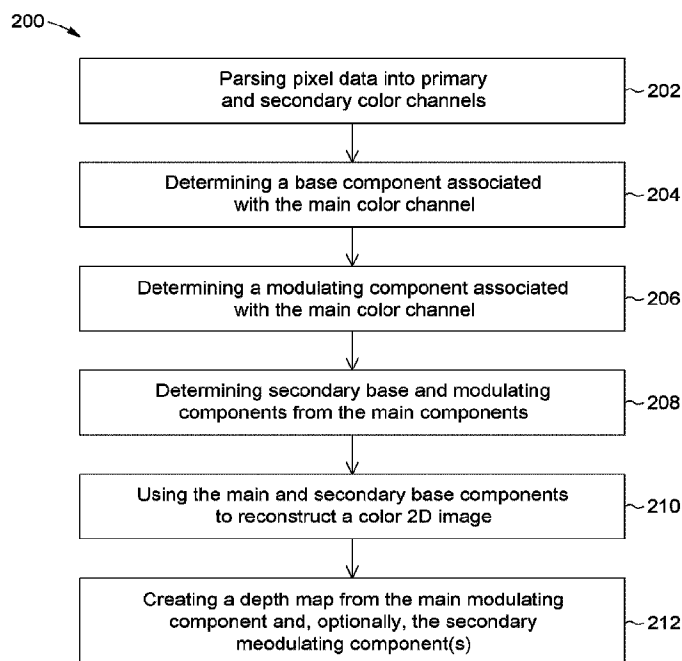 200
Parsing pixel data into primary
and secondary color channels
202
Determining a base component associated
with the main color channel
204
Determining a modulating component associated
with the main color channel
206
Determining secondary base and modulating
components from the main components
208
Using the main and secondary base components
to reconstruct a color 2D image
210
Creating a depth map from the main modulating
component and, optionally, the secondary
meodulating component(s)
212